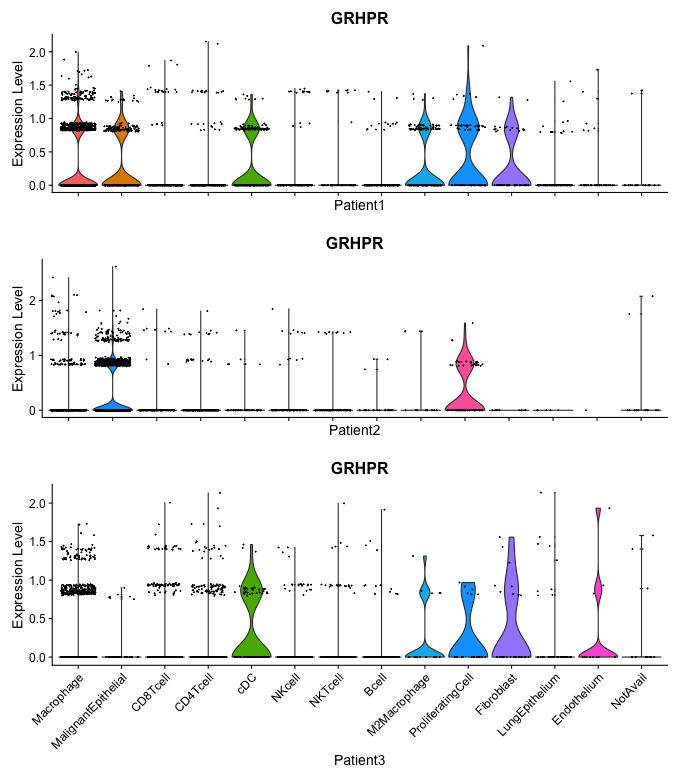 GRHPR
Expression Level
2.0
1.5
1.0
0.5
0.0
Patient1
GRHPR
Expression Level
2
1
0
Patient2
GRHPR
Expression Level
2.0
1.5
1.0
0.5
0.0
Macrophage
MalignantEpithelial
CD8Tcell
CD4Tcell
cDC
NKcell
NKTcell
Bcell
M2Macrophage
ProliferatingCell
Fibroblast
LungEpithelium
Endothelium
NotAvail
Patient3